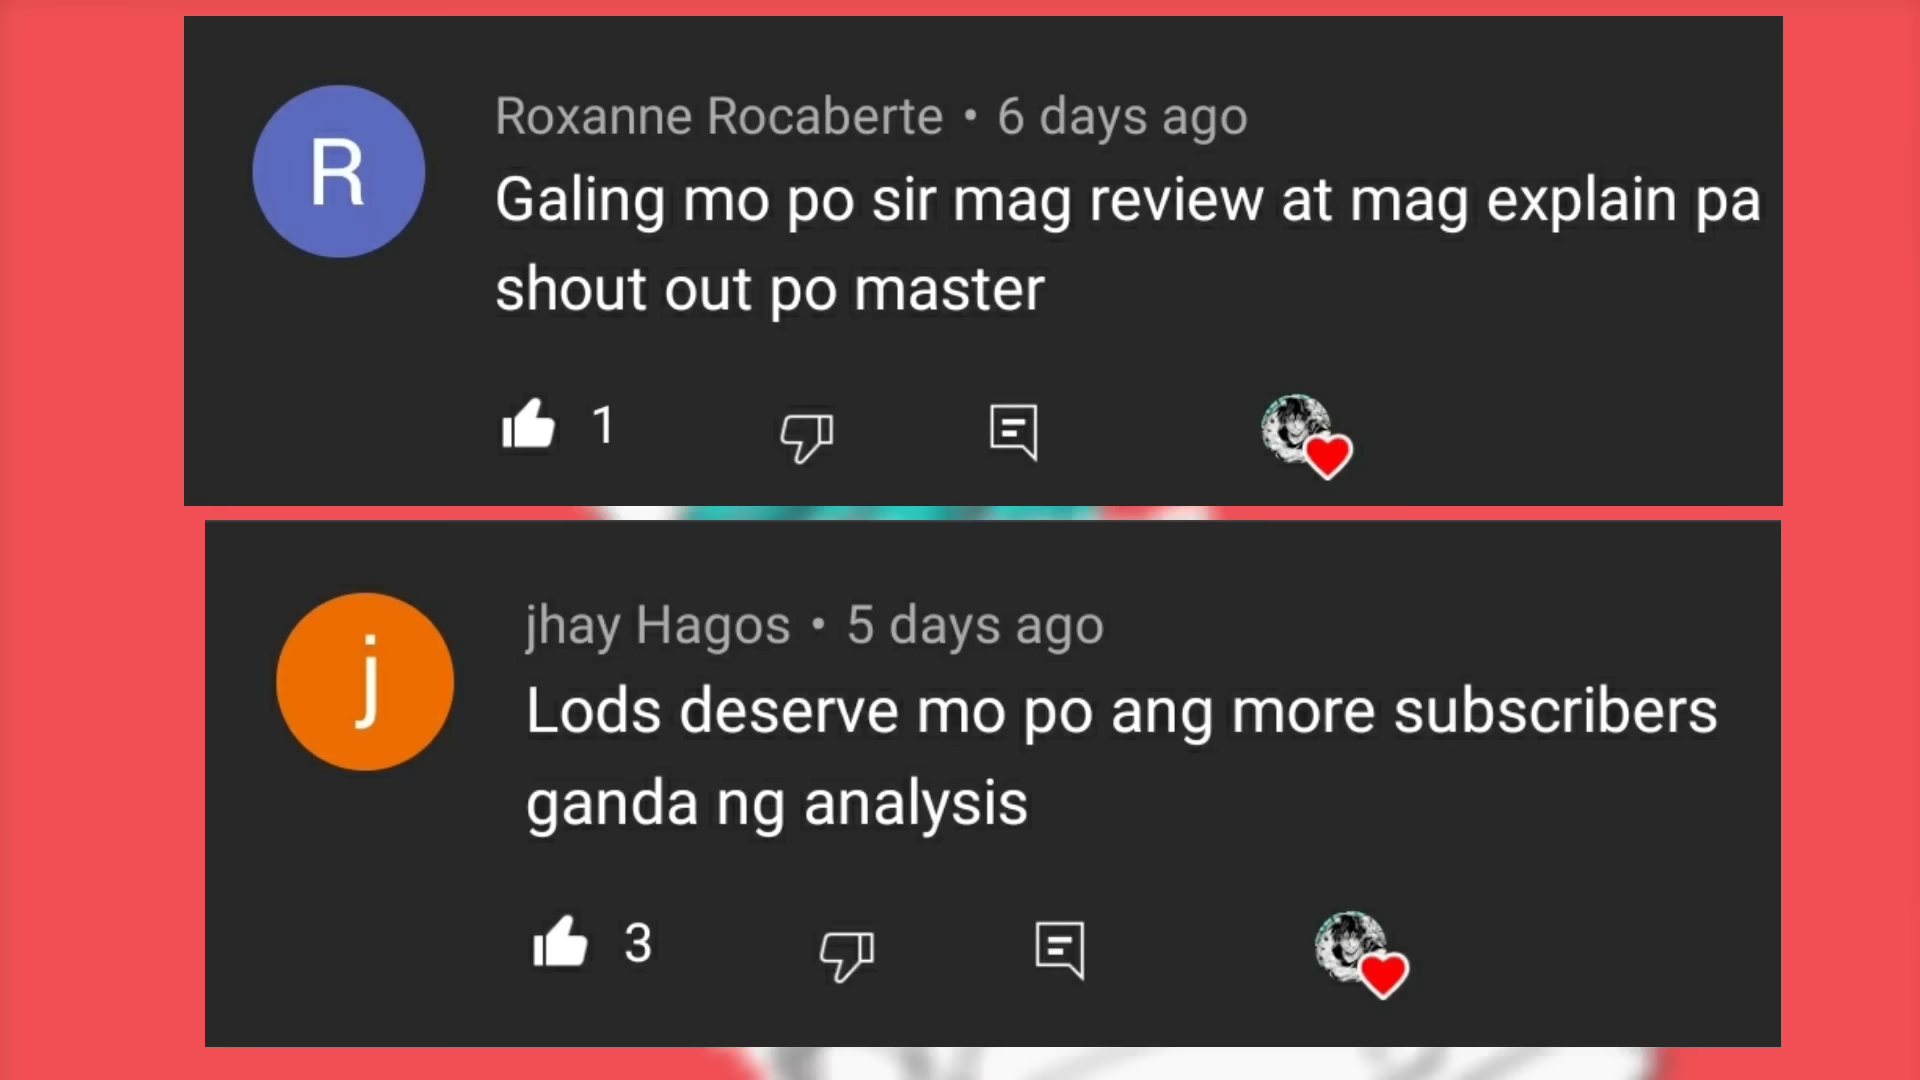 R
Roxanne Rocaberte • 6 days ago
Galing mo po sir mag review at mag explain pa
shout out po master
1
j
jhay Hagos • 5 days ago
Lods deserve mo po ang more subscribers
ganda ng analysis
3